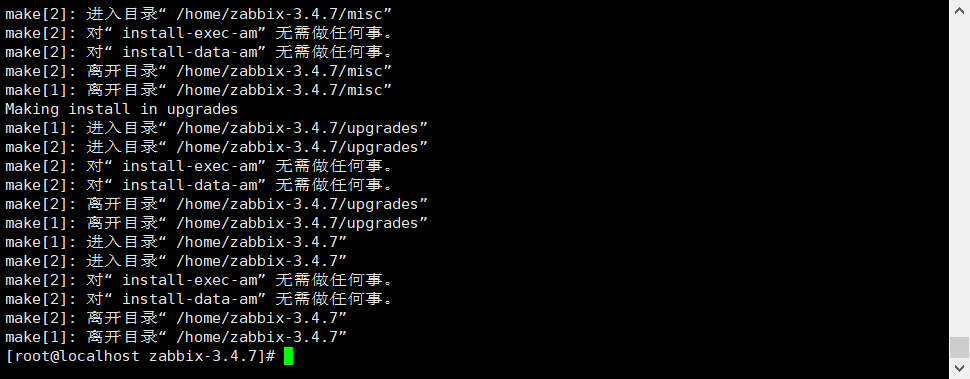 make[2]: 进入目录“ /home/zabbix-3.4.7/misc”
make[2]: 对“ install-exec-am” 无需做任何事。
make[2]: 对“ install-data-am” 无需做任何事。
make[2]: 离开目录“ /home/zabbix-3.4.7/misc”
make[1]: 离开目录“ /home/zabbix-3.4.7/misc”
Making install in upgrades
make[1]: 进入目录“ /home/zabbix-3.4.7/upgrades”
make[2]: 进入目录“ /home/zabbix-3.4.7/upgrades”
make[2]: 对“ install-exec-am” 无需做任何事。
make[2]: 对“ install-data-am” 无需做任何事。
make[2]: 离开目录“ /home/zabbix-3.4.7/upgrades”
make[1]: 离开目录“ /home/zabbix-3.4.7/upgrades”
make[1]: 进入目录“ /home/zabbix-3.4.7”
make[2]: 进入目录“ /home/zabbix-3.4.7”
make[2]: 对“ install-exec-am” 无需做任何事。
make[2]: 对“ install-data-am” 无需做任何事。
make[2]: 离开目录“ /home/zabbix-3.4.7”
make[1]: 离开目录“ /home/zabbix-3.4.7”
[root@localhost zabbix-3.4.7]#